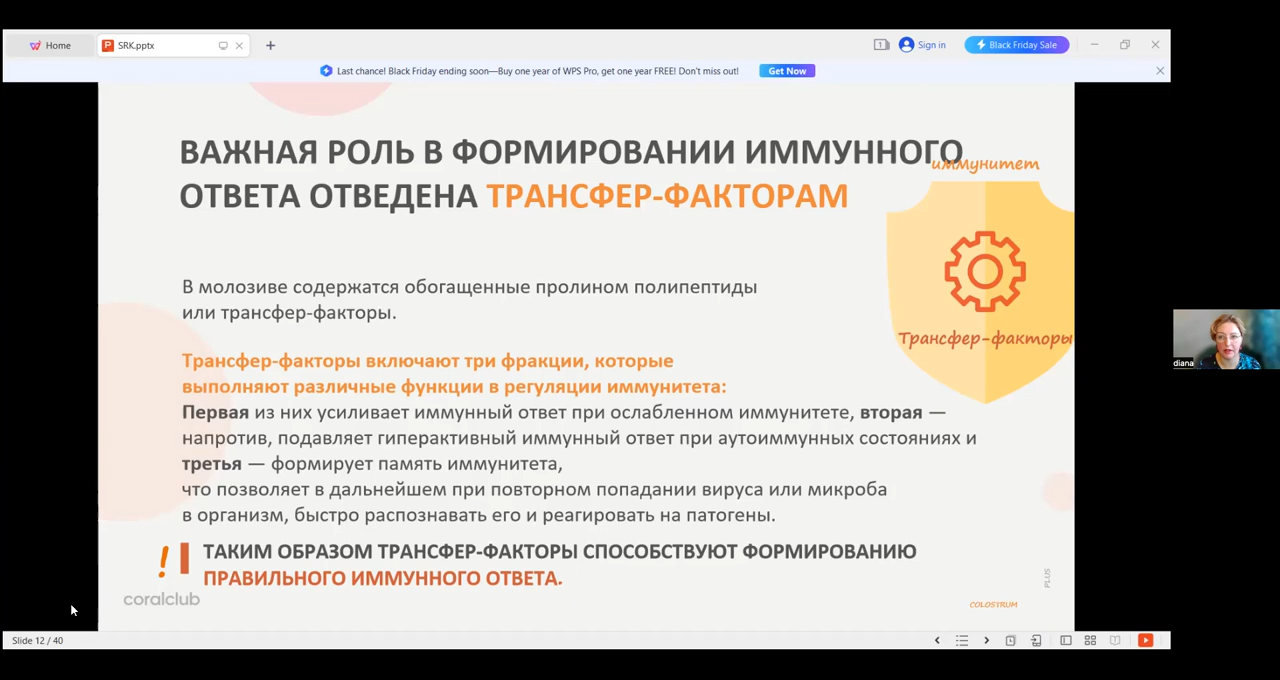 Home
SRK.pptx
1
Sign in
Black Friday Sale
Last chance! Black Friday ending soon—Buy one year of WPS Pro, get one year FREE! Don't miss out!
Get Now
ВАЖНАЯ РОЛЬ В ФОРМИРОВАНИИ ИММУННОГО
ОТВЕТА ОТВЕДЕНА ТРАНСФЕР-ФАКТОРАМ
иммунитет
Трансфер-факторы
В молозиве содержатся обогащенные пролином полипептиды
или трансфер-факторы.
Трансфер-факторы включают три фракции, которые
выполняют различные функции в регуляции иммунитета:
Первая из них усиливает иммунный ответ при ослабленном иммунитете, вторая —
напротив, подавляет гиперактивный иммунный ответ при аутоиммунных состояниях и
третья — формирует память иммунитета,
что позволяет в дальнейшем при повторном попадании вируса или микроба
в организм, быстро распознавать его и реагировать на патогены.
! ТАКИМ ОБРАЗОМ ТРАНСФЕР-ФАКТОРЫ СПОСОБСТВУЮТ ФОРМИРОВАНИЮ
ПРАВИЛЬНОГО ИММУННОГО ОТВЕТА.
coralclub
COLOSTRUM
PLUS
diana
Slide 12 / 40